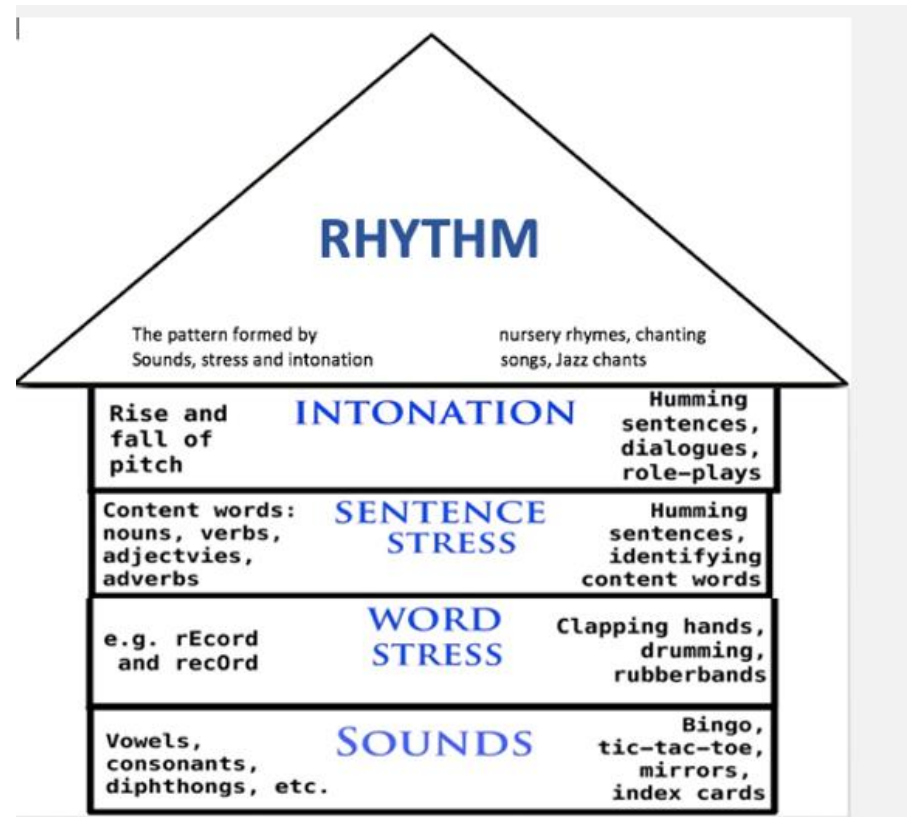 RHYTHM
The pattern formed by
Sounds, stress and intonation
nursery rhymes, chanting
songs, Jazz chants
Rise and
fall of
pitch
INTONATION
Humming
sentences,
dialogues,
role-plays
Content words:
nouns, verbs,
adjectvies,
adverbs
SENTENCE
STRESS
Humming
sentences,
identifying
content words
e.g. rEcord
and recOrd
WORD
STRESS
Clapping hands,
drumming,
rubberbands
Vowels,
consonants,
diphthongs, etc.
SOUNDS
Bingo,
tic-tac-toe,
mirrors,
index cards